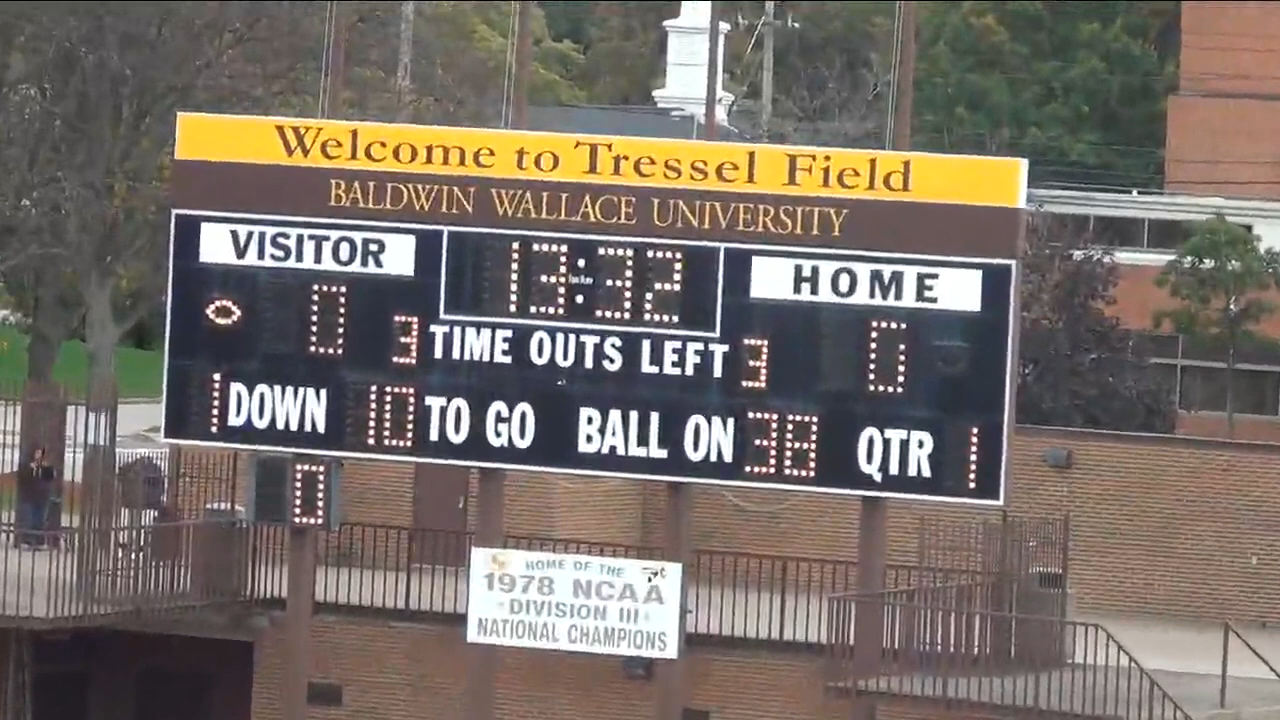 Welcome to Tressel Field
BALDWIN WALLACE UNIVERSITY
VISITOR 13:32 HOME
0 3 TIME OUTS LEFT 3 0
1 DOWN 10 TO GO BALL ON 38 QTR 1
0
HOME OF THE
1978 NCAA
DIVISION III
NATIONAL CHAMPIONS